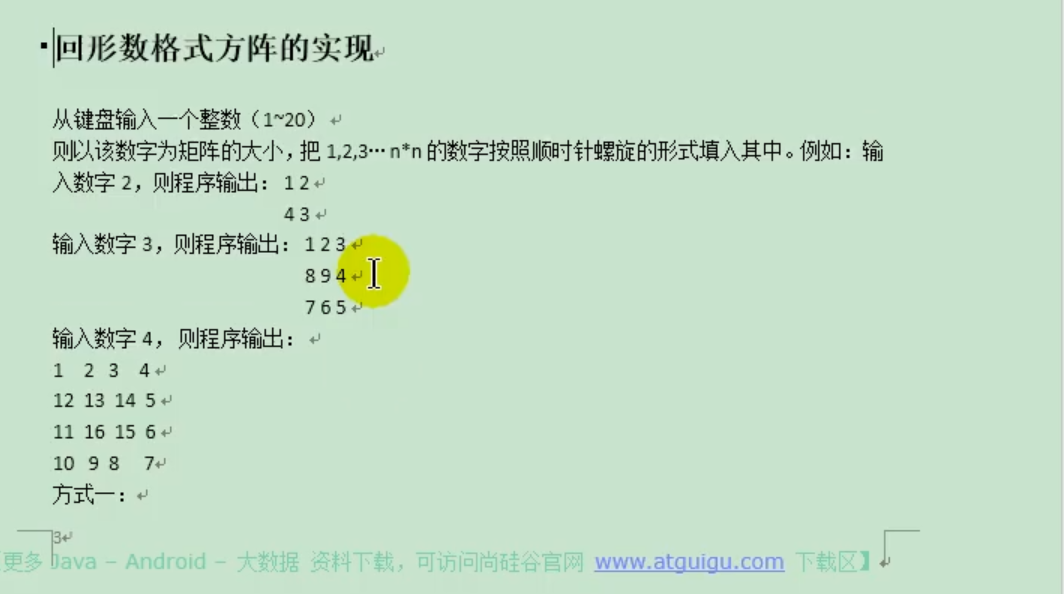 回形数格式方阵的实现
从键盘输入一个整数（1~20）
则以该数字为矩阵的大小，把 1,2,3…n*n 的数字按照顺时针螺旋的形式填入其中。例如：输
入数字 2，则程序输出：1 2
4 3
输入数字 3，则程序输出：1 2 3
8 9 4
7 6 5
输入数字 4，则程序输出：
1 2 3 4
12 13 14 5
11 16 15 6
10 9 8 7
方式一：
3
更多 Java – Android – 大数据 资料下载，可访问尚硅谷官网 www.atguigu.com 下载区】